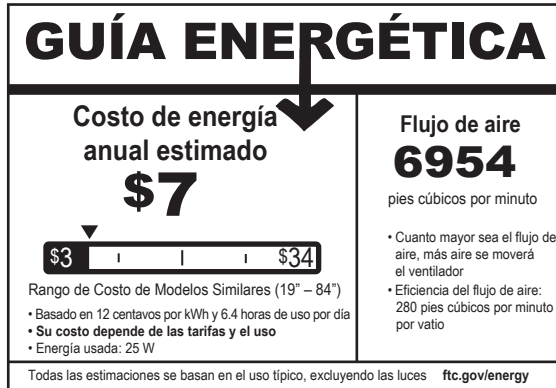 GUÍA ENERGÉTICA
Costo de energía
anual estimado
$7
$3 $34
Rango de Costo de Modelos Similares (19” – 84”)
• Basado en 12 centavos por kWh y 6.4 horas de uso por día
• Su costo depende de las tarifas y el uso
• Energía usada: 25 W
Flujo de aire
6954
pies cúbicos por minuto
• Cuanto mayor sea el flujo de
aire, más aire se moverá
el ventilador
• Eficiencia del flujo de aire:
280 pies cúbicos por minuto
por vatio
Todas las estimaciones se basan en el uso típico, excluyendo las luces ftc.gov/energy